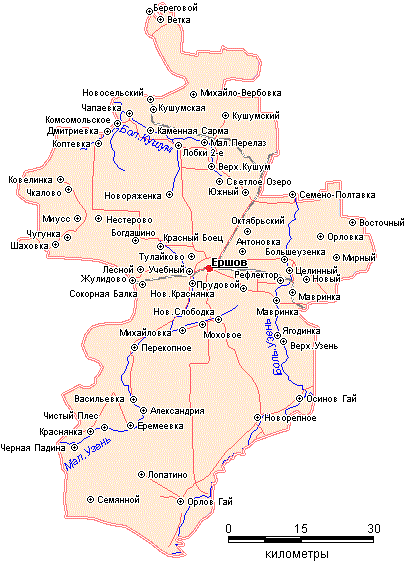 Береговой
Ветка
Новосельский
Михайло-Вербовка
Чапаевка
Кушумская
Кушумский
Комсомольское
Дмитриевка
Бол.Кушум
Каменная Сарма
Коптевка
Мал.Перелаз
Лобки 2-е
Верх.Кушум
Ковелинка
Светлое Озеро
Чкалово
Новоряженка
Южный
Семено-Полтавка
Миусс
Нестерово
Октябрьский
Восточный
Чугунка
Богдашино
Красный Боец
Антоновка
Орловка
Шаховка
Тулайково
Большеузенка
Мирный
Ершов
Лесной
Учебный
Целинный
Жулидово
Прудовой
Рефлектор
Новый
Сокорная Балка
Нов.Краснянка
Мавринка
Нов.Слободка
Мавринка
Михайловка
Моховое
Ягодинка
Перекопное
Верх.Узень
Боль.Узень
Васильевка
Осинов Гай
Чистый Плес
Александрия
Новорепное
Краснянка
Еремеевка
Черная Падина
Мал.Узень
Лопатино
Семянной
Орлов Гай
0 15 30
километры